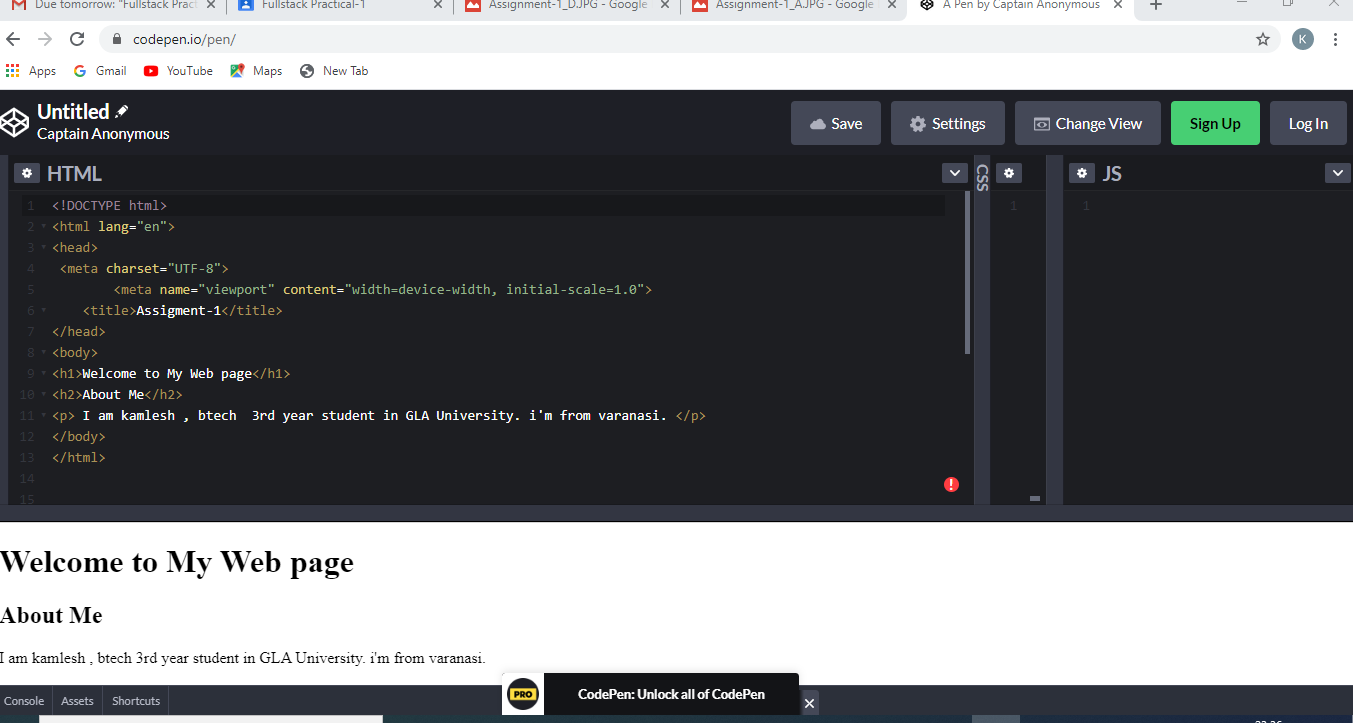 Due tomorrow: "Fullstack Pract
Fullstack Practical-1
Assignment-1_D.JPG - Google
Assignment-1_A.JPG - Google
A Pen by Captain Anonymous
codepen.io/pen/
K
Apps
Gmail
YouTube
Maps
New Tab
Untitled
Captain Anonymous
Save
Settings
Change View
Sign Up
Log In
HTML
CSS
JS
1 <!DOCTYPE html>
2 <html lang="en">
3 <head>
4 <meta charset="UTF-8">
5 <meta name="viewport" content="width=device-width, initial-scale=1.0">
6 <title>Assigment-1</title>
7 </head>
8 <body>
9 <h1>Welcome to My Web page</h1>
10 <h2>About Me</h2>
11 <p> I am kamlesh , btech  3rd year student in GLA University. i'm from varanasi. </p>
12 </body>
13 </html>
14
15
1
1
Welcome to My Web page
About Me
I am kamlesh , btech 3rd year student in GLA University. i'm from varanasi.
PRO
CodePen: Unlock all of CodePen
Console
Assets
Shortcuts